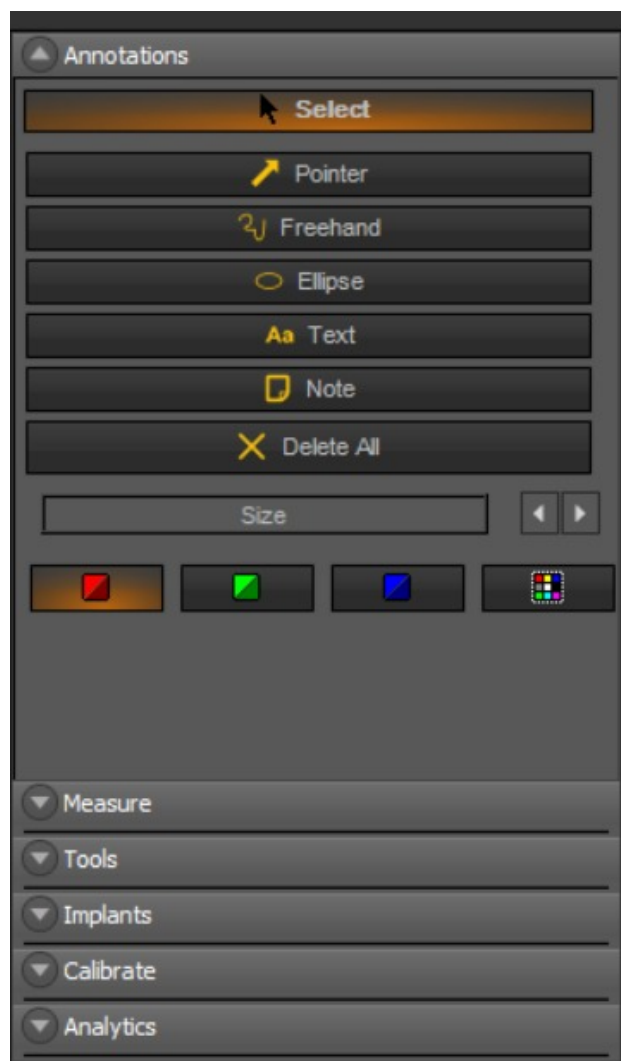 Annotations
Select
Pointer
Freehand
Ellipse
Aa Text
Note
Delete All
Size
Measure
Tools
Implants
Calibrate
Analytics